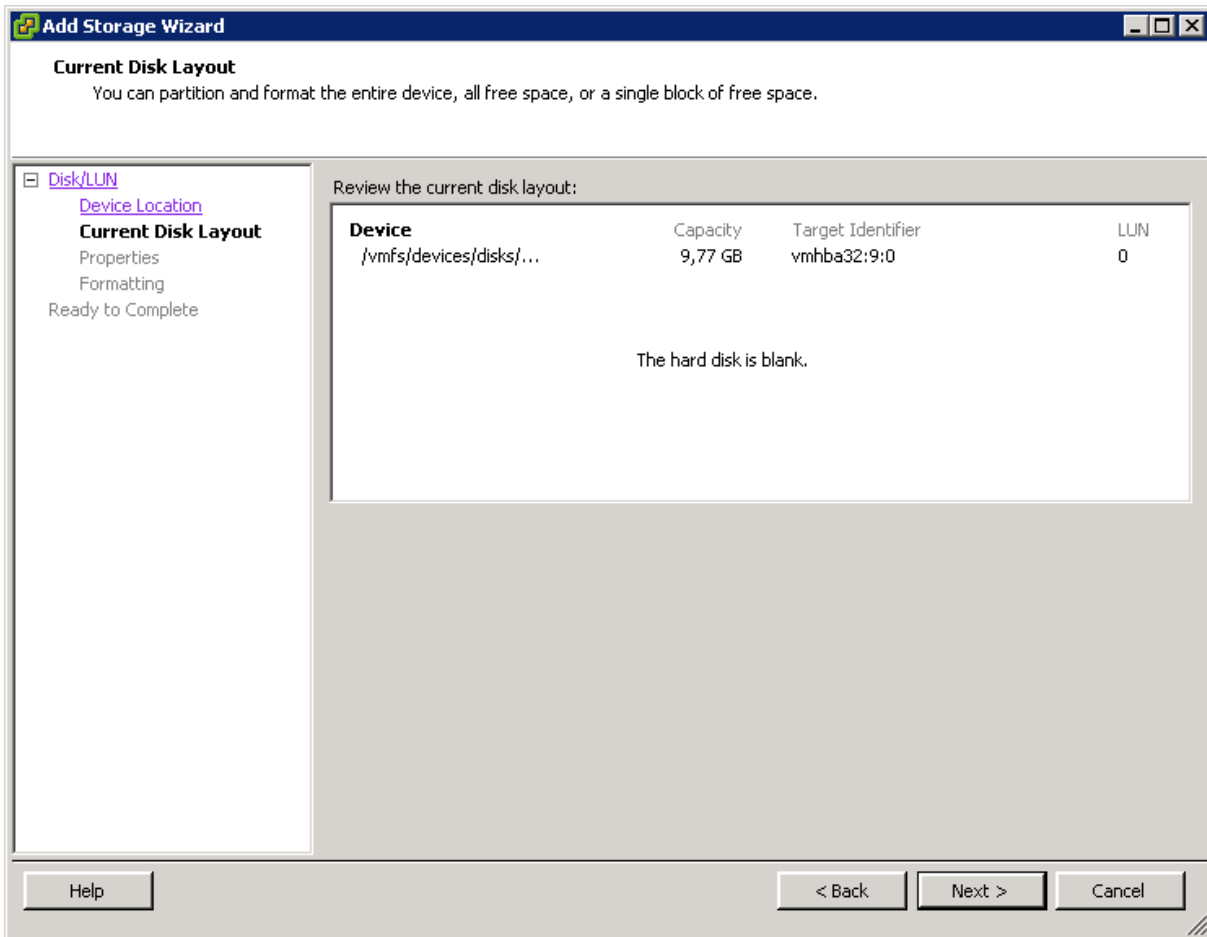 Add Storage Wizard
Current Disk Layout
You can partition and format the entire device, all free space, or a single block of free space.
Disk/LUN
Device Location
Current Disk Layout
Properties
Formatting
Ready to Complete
Review the current disk layout:
Device Capacity Target Identifier LUN
/vmfs/devices/disks/... 9,77 GB vmhba32:9:0 0
The hard disk is blank.
Help < Back Next > Cancel